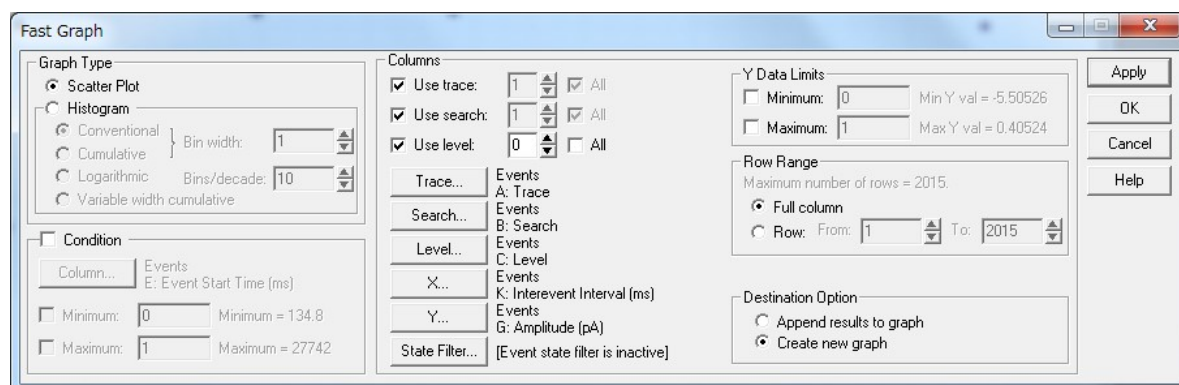 Fast Graph
Graph Type
Scatter Plot
Histogram
Conventional
Cumulative
} Bin width: 1
Logarithmic Bins/decade: 10
Variable width cumulative
Condition
Column... Events
E: Event Start Time (ms)
Minimum: 0 Minimum = 134.8
Maximum: 1 Maximum = 27742
Columns
Use trace: 1 All
Use search: 1 All
Use level: 0 All
Trace... Events
A: Trace
Search... Events
B: Search
Level... Events
C: Level
X... Events
K: Interevent Interval (ms)
Y... Events
G: Amplitude (pA)
State Filter... [Event state filter is inactive]
Y Data Limits
Minimum: 0 Min Y val = -5.50526
Maximum: 1 Max Y val = 0.40524
Row Range
Maximum number of rows = 2015.
Full column
Row: From: 1 To: 2015
Destination Option
Append results to graph
Create new graph
Apply
OK
Cancel
Help